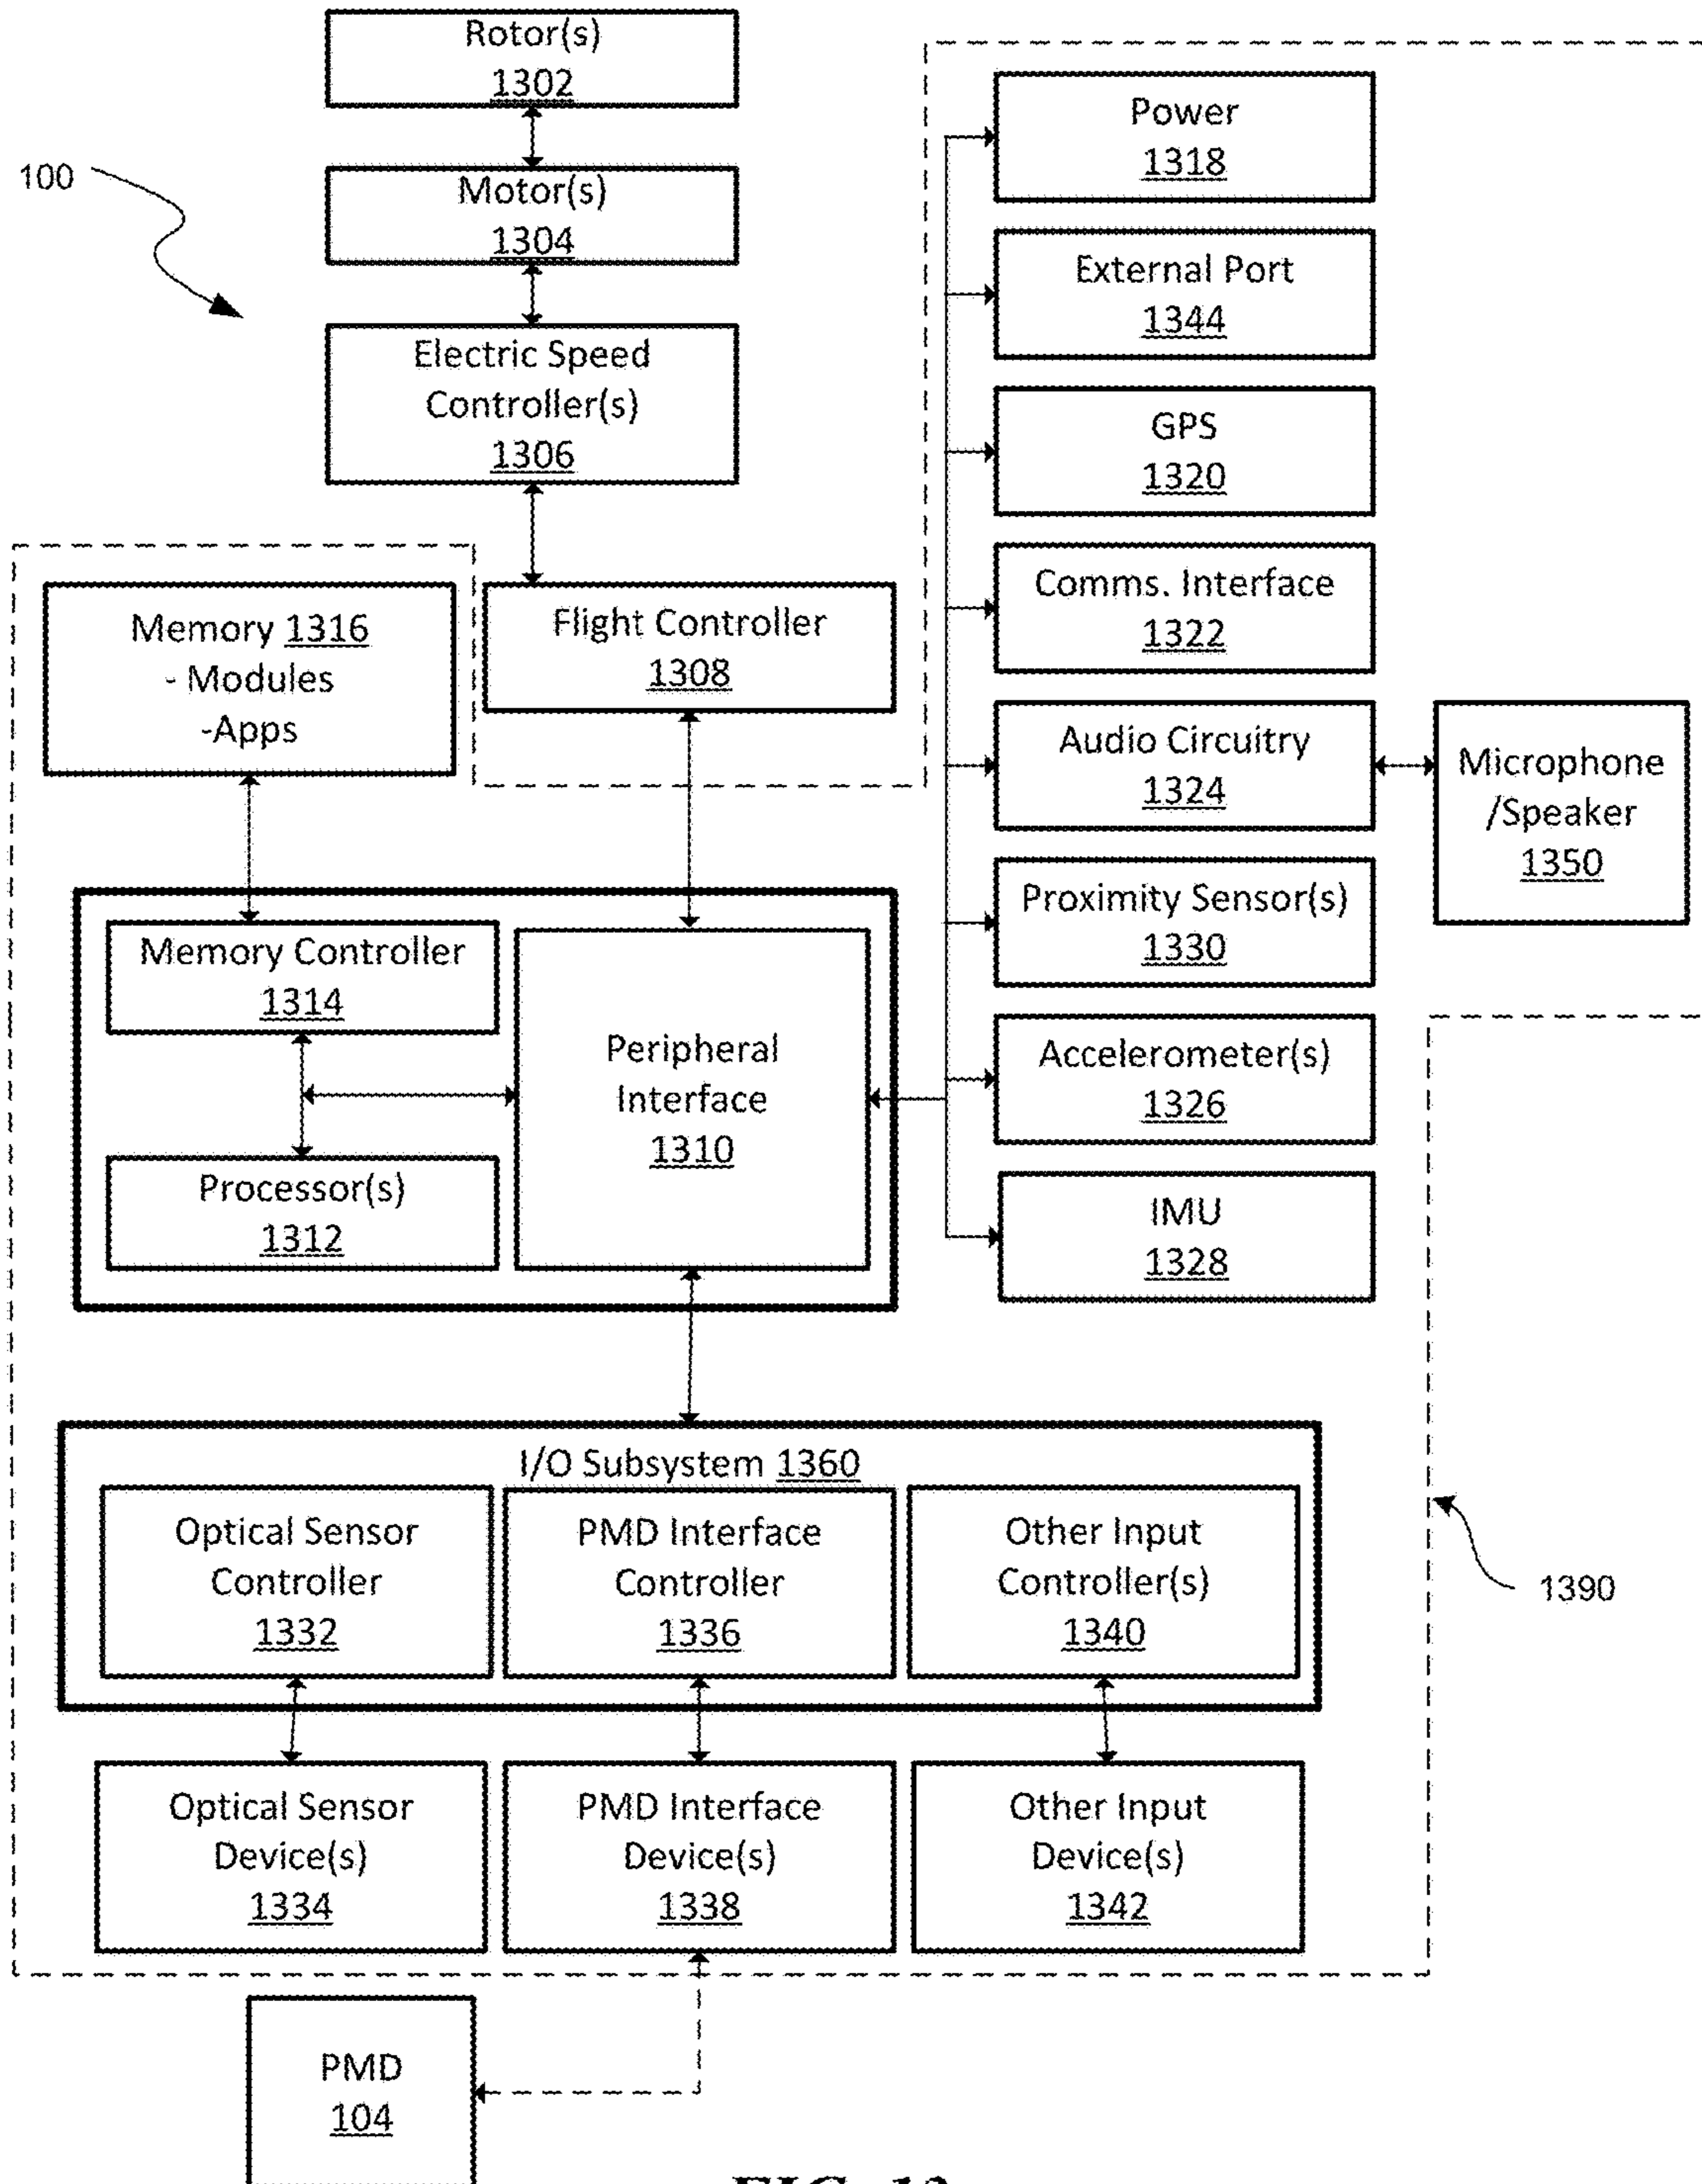 Rotor(s)
1302
100
Motor(s)
1304
Electric Speed
Controller(s)
1306
Memory 1316
- Modules
-Apps
Flight Controller
1308
Memory Controller
1314
Processor(s)
1312
Peripheral
Interface
1310
Power
1318
External Port
1344
GPS
1320
Comms. Interface
1322
Audio Circuitry
1324
Microphone
/Speaker
1350
Proximity Sensor(s)
1330
Accelerometer(s)
1326
IMU
1328
I/O Subsystem 1360
Optical Sensor
Controller
1332
PMD Interface
Controller
1336
Other Input
Controller(s)
1340
1390
Optical Sensor
Device(s)
1334
PMD Interface
Device(s)
1338
Other Input
Device(s)
1342
PMD
104